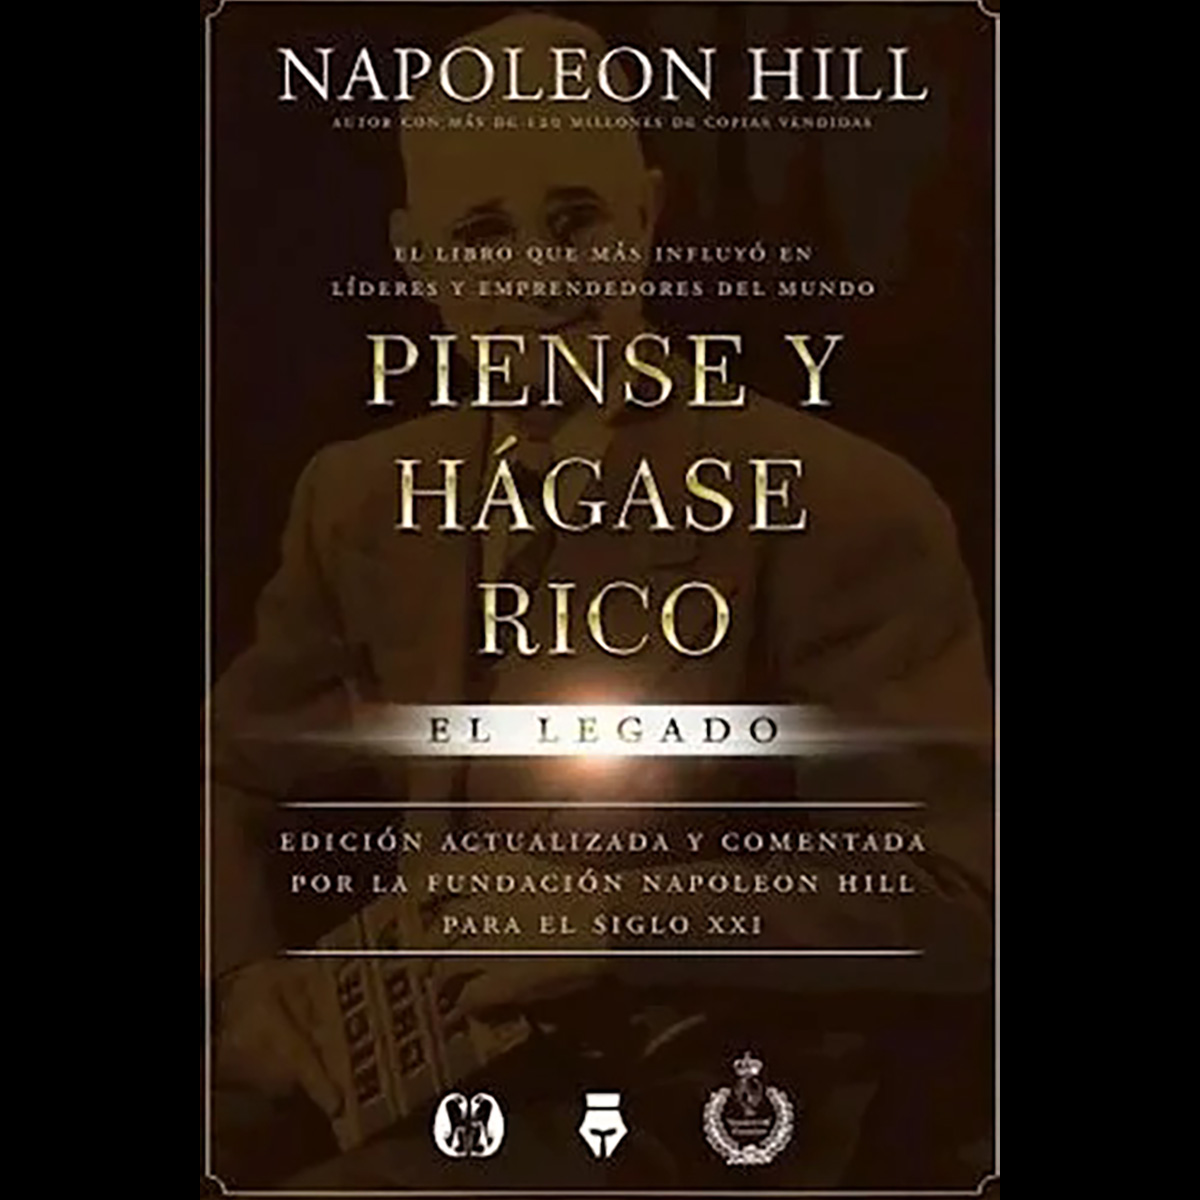 NAPOLEON HILL
AUTOR CON MÁS DE 120 MILLONES DE COPIAS VENDIDAS
EL LIBRO QUE MÁS INFLUYÓ EN
LÍDERES Y EMPRENDEDORES DEL MUNDO
PIENSE Y
HÁGASE
RICO
EL LEGADO
EDICIÓN ACTUALIZADA Y COMENTADA
POR LA FUNDACIÓN NAPOLEON HILL
PARA EL SIGLO XXI